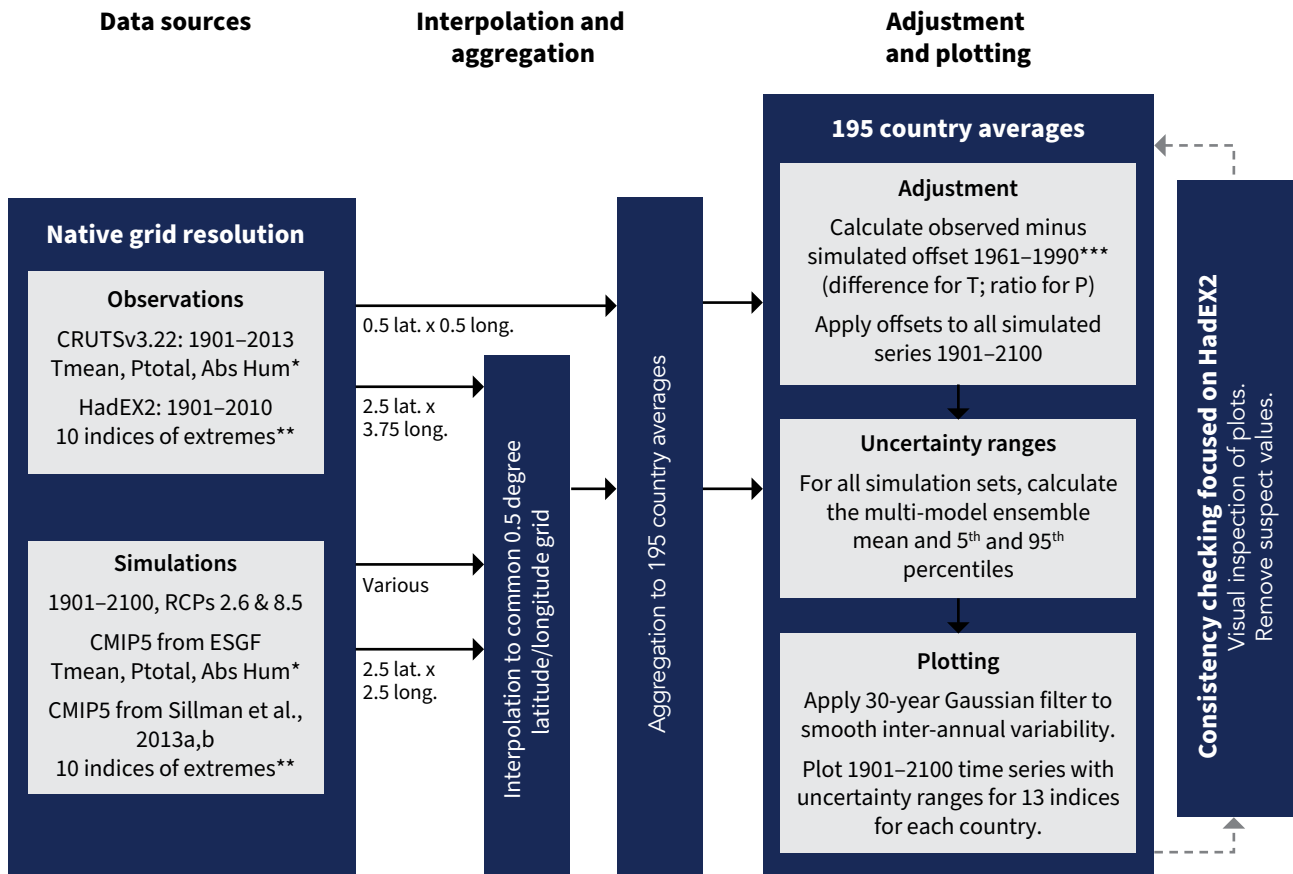 Data sources
Interpolation and
aggregation
Adjustment
and plotting
Native grid resolution
Observations
CRUTSv3.22: 1901–2013
Tmean, Ptotal, Abs Hum*
HadEX2: 1901–2010
10 indices of extremes**
Simulations
1901–2100, RCPs 2.6 & 8.5
CMIP5 from ESGF
Tmean, Ptotal, Abs Hum*
CMIP5 from Sillman et al.,
2013a,b
10 indices of extremes**
0.5 lat. x 0.5 long.
2.5 lat. x
3.75 long.
Various
2.5 lat. x
2.5 long.
Interpolation to common 0.5 degree
latitude/longitude grid
Aggregation to 195 country averages
195 country averages
Adjustment
Calculate observed minus
simulated offset 1961–1990***
(difference for T; ratio for P)
Apply offsets to all simulated
series 1901–2100
Uncertainty ranges
For all simulation sets, calculate
the multi-model ensemble
mean and 5th and 95th
percentiles
Plotting
Apply 30-year Gaussian filter to
smooth inter-annual variability.
Plot 1901–2100 time series with
uncertainty ranges for 13 indices
for each country.
Consistency checking focused on HadEX2
Visual inspection of plots.
Remove suspect values.